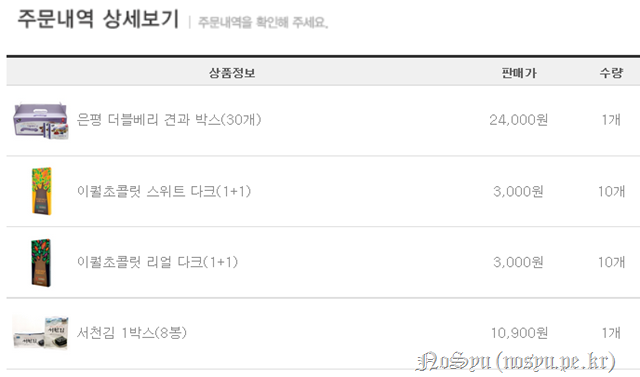 주문내역 상세보기 | 주문내역을 확인해 주세요.
상품정보 판매가 수량
은평 더블베리 견과 박스(30개) 24,000원 1개
이퀄초콜릿 스위트 다크(1+1) 3,000원 10개
이퀄초콜릿 리얼 다크(1+1) 3,000원 10개
서천김 1박스(8봉) 10,900원 1개
NoSyu(nosyu.pe.kr)